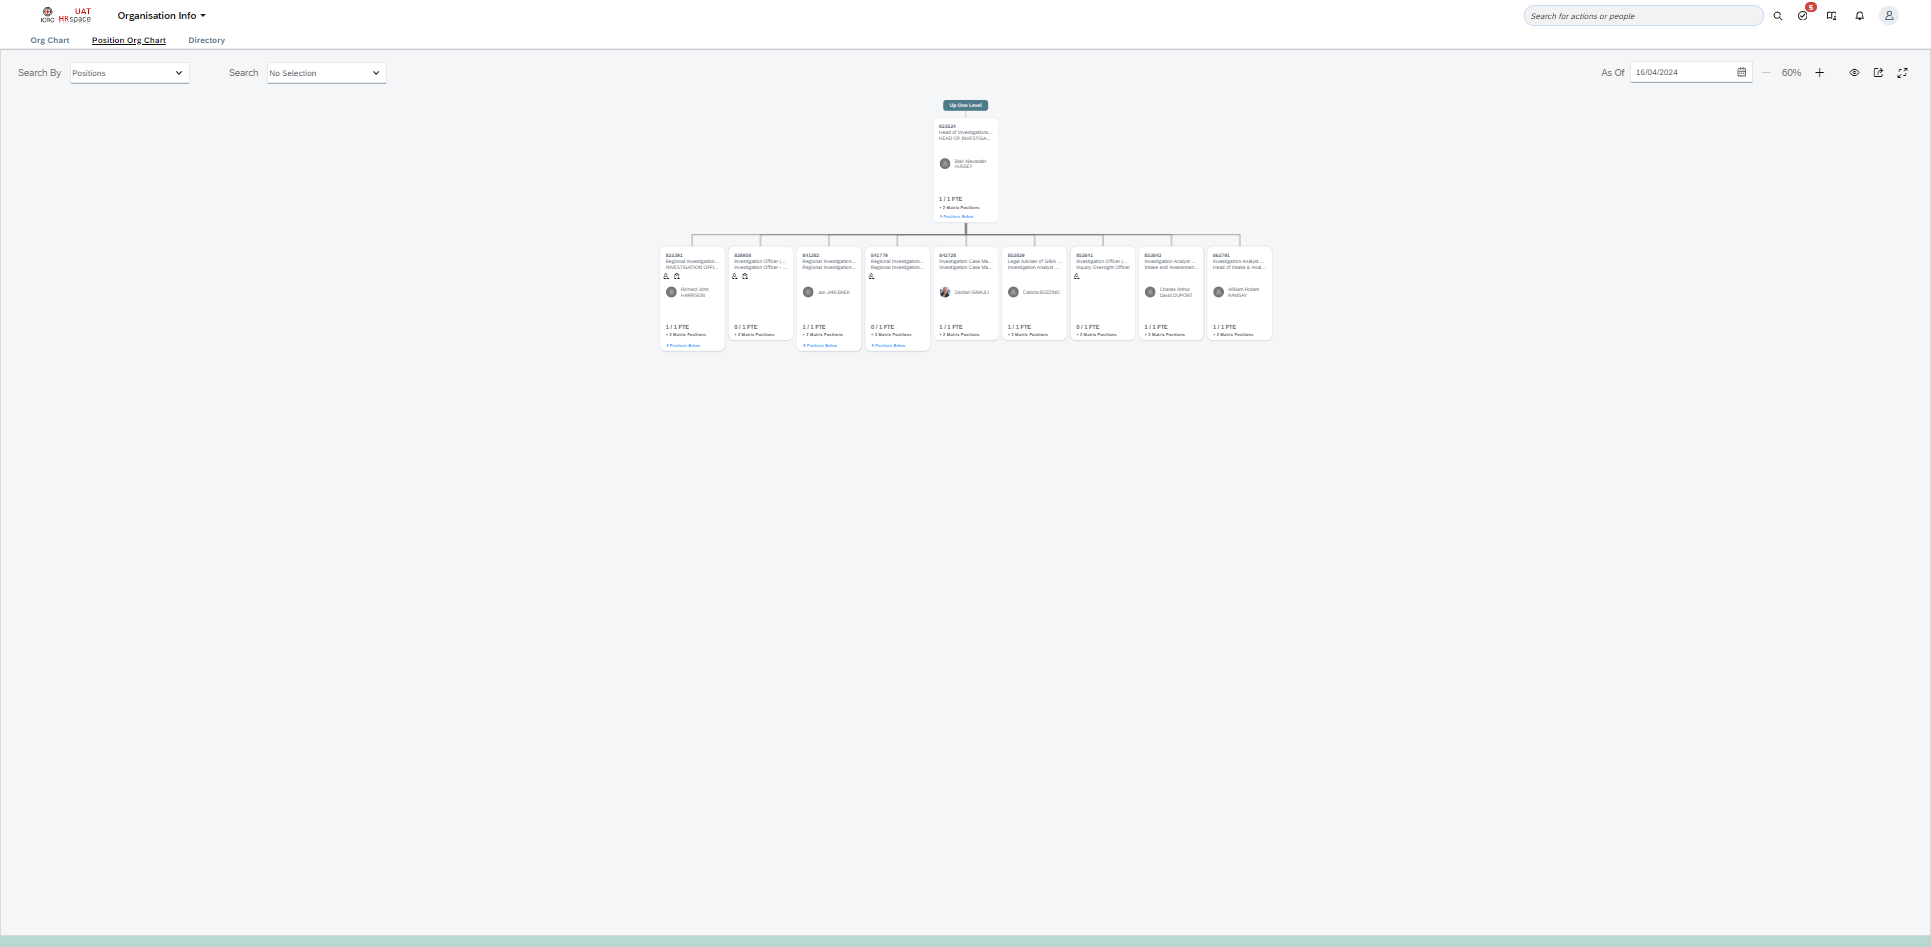 UAT
ICRC HRspace
Organisation Info
Search for actions or people
5
Org Chart
Position Org Chart
Directory
Search By
Positions
Search
No Selection
As Of
16/04/2024
60%
Up One Level
Head of Investigations...
HEAD OF INVESTIGA...
Blair Alexander
HUSSEY
1 / 1 FTE
+ 2 Matrix Positions
9 Positions Below
822391
Regional Investigation...
INVESTIGATION OFFI...
Richard John
HARRISON
1 / 1 FTE
+ 2 Matrix Positions
3 Positions Below
Investigation Officer (...
Investigation Officer - ...
0 / 1 FTE
+ 2 Matrix Positions
841282
Regional Investigation...
Regional Investigation...
Jan JARLBAEK
1 / 1 FTE
+ 2 Matrix Positions
8 Positions Below
841779
Regional Investigation...
Regional Investigation...
0 / 1 FTE
+ 2 Matrix Positions
9 Positions Below
842728
Investigation Case Ma...
Investigation Case Ma...
Dardan ISMAJLI
1 / 1 FTE
+ 2 Matrix Positions
852839
Legal Adviser of GIBA ...
Investigation Analyst ...
Carlotta BOZZINO
1 / 1 FTE
+ 2 Matrix Positions
852841
Investigation Officer (...
Inquiry Oversight Officer
0 / 1 FTE
+ 2 Matrix Positions
852842
Investigation Analyst ...
Intake and Assessmen...
Charles Arthur
David DUPONT
1 / 1 FTE
+ 2 Matrix Positions
862791
Investigation Analyst ...
Head of Intake & Anal...
William Robert
RAMSAY
1 / 1 FTE
+ 2 Matrix Positions